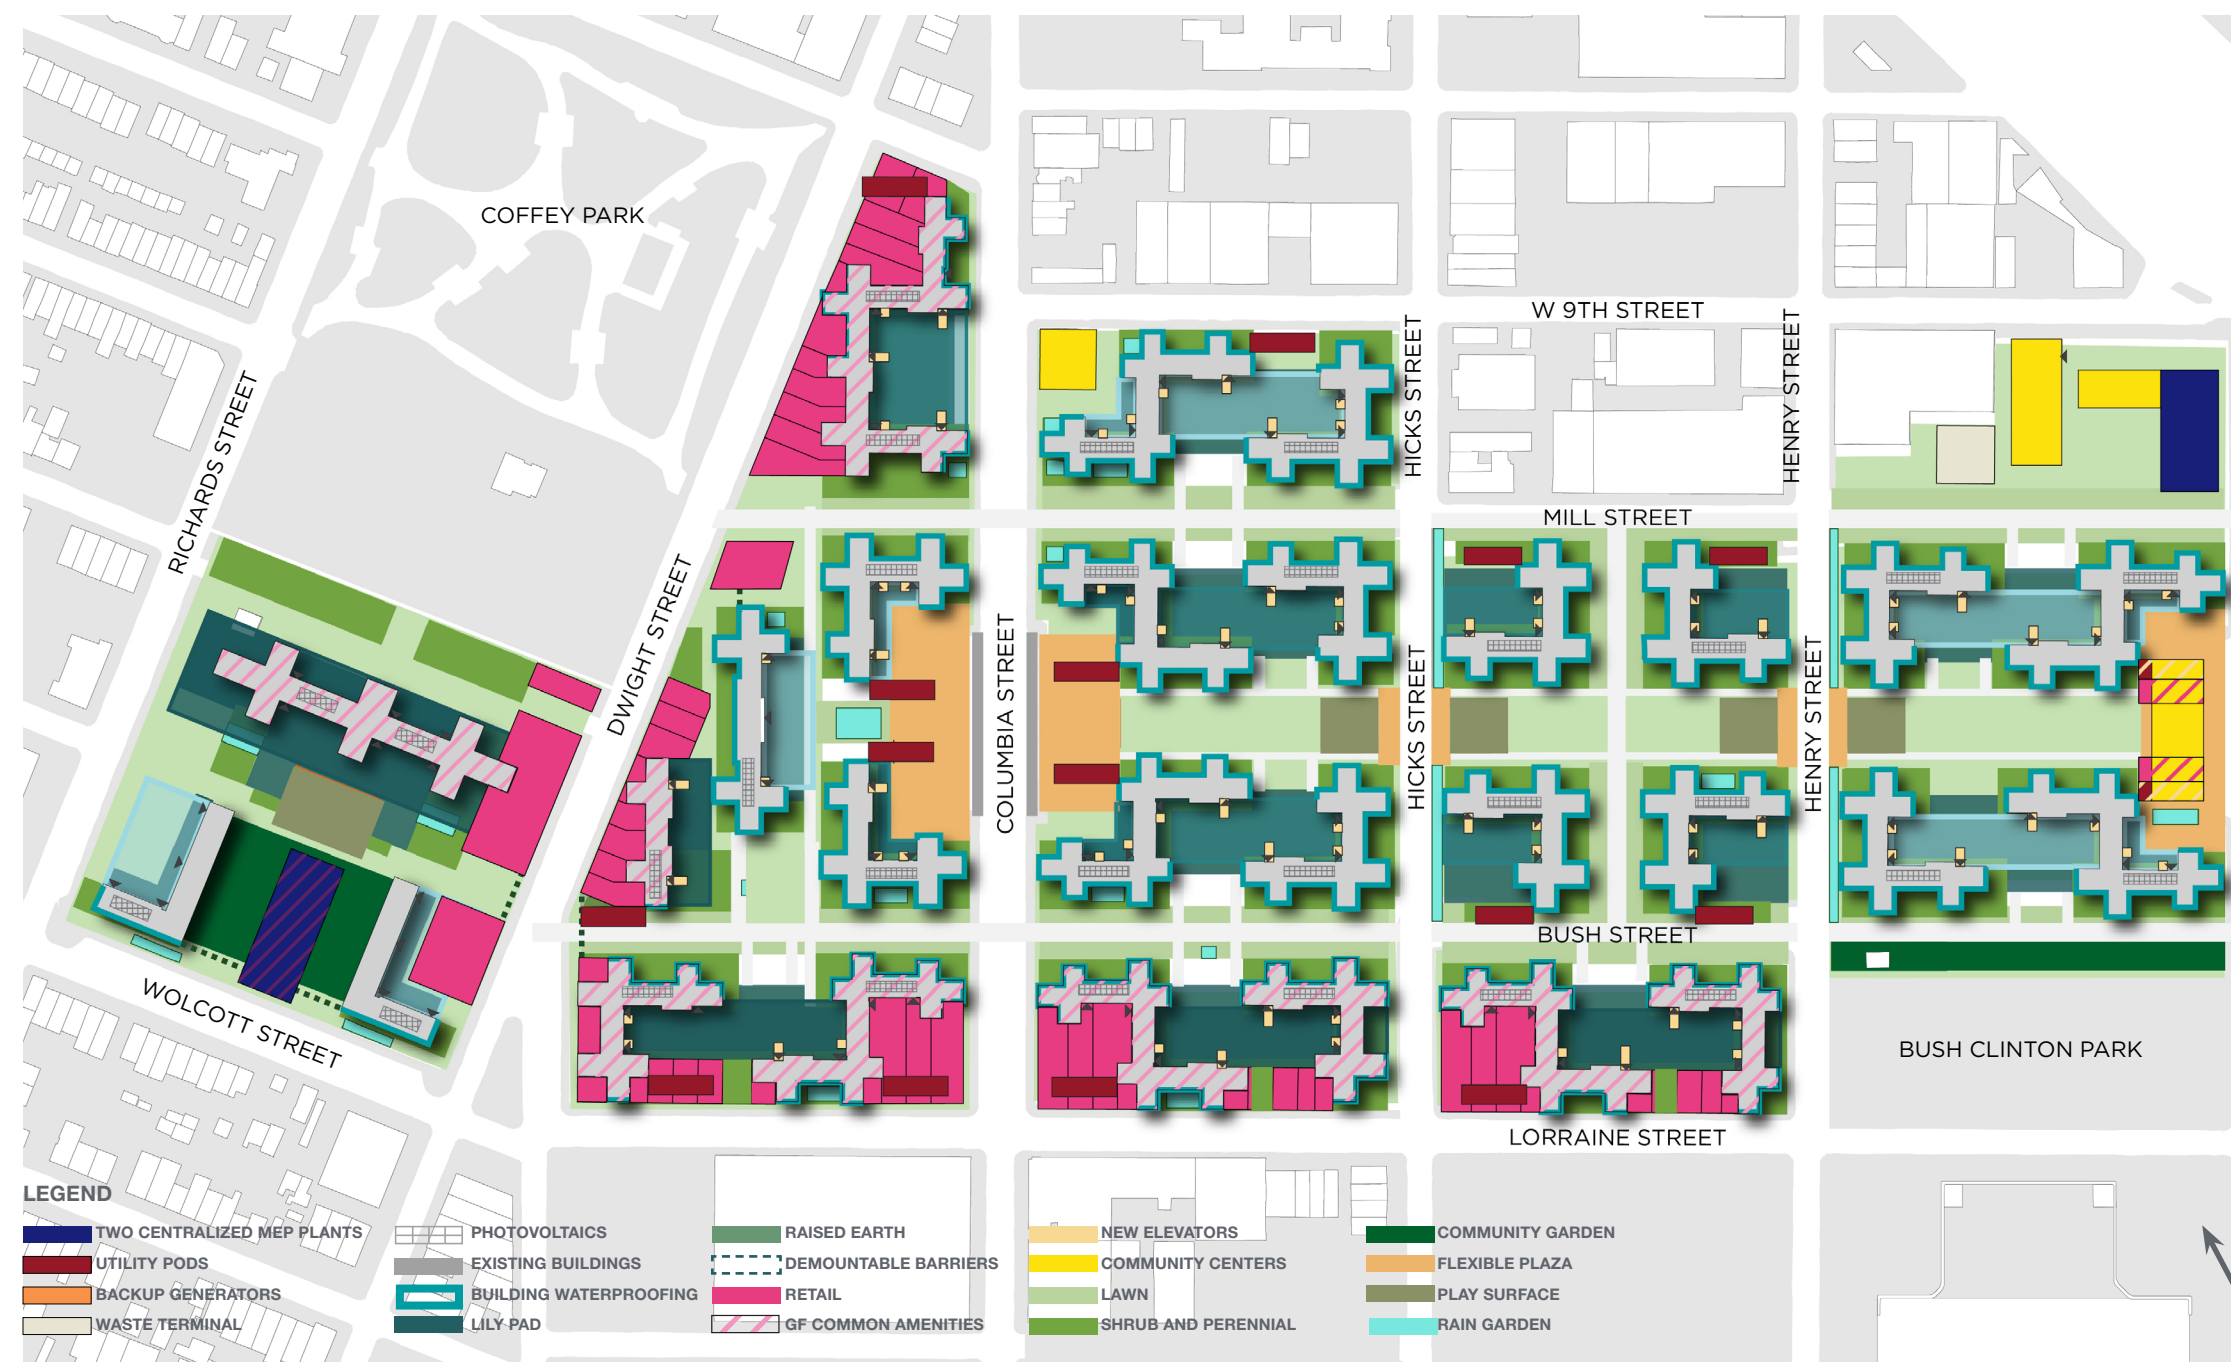 COFFEY PARK
W 9TH STREET
HICKS STREET
HENRY STREET
RICHARDS STREET
MILL STREET
DWIGHT STREET
COLUMBIA STREET
HICKS STREET
HENRY STREET
BUSH STREET
WOLCOTT STREET
BUSH CLINTON PARK
LORRAINE STREET
LEGEND
TWO CENTRALIZED MEP PLANTS
UTILITY PODS
BACKUP GENERATORS
WASTE TERMINAL
PHOTOVOLTAICS
EXISTING BUILDINGS
BUILDING WATERPROOFING
LILY PAD
RAISED EARTH
DEMOUNTABLE BARRIERS
RETAIL
GF COMMON AMENITIES
NEW ELEVATORS
COMMUNITY CENTERS
LAWN
SHRUB AND PERENNIAL
COMMUNITY GARDEN
FLEXIBLE PLAZA
PLAY SURFACE
RAIN GARDEN